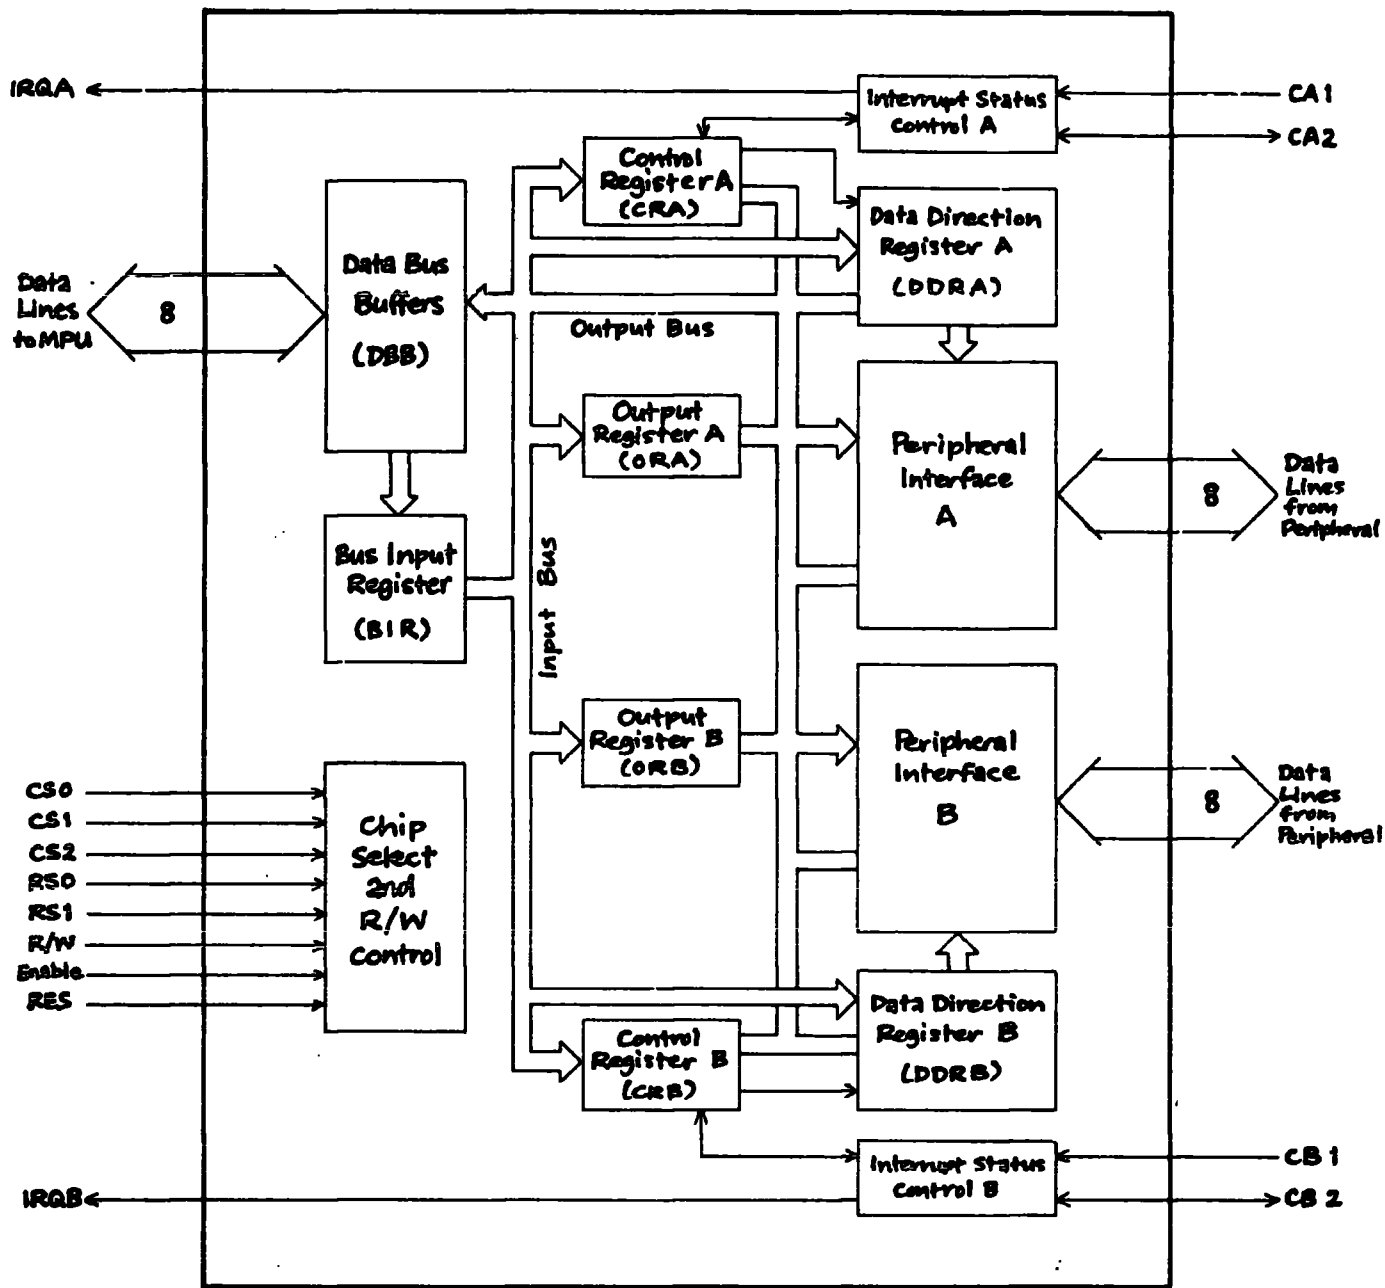 IRQA
Interrupt Status
Control A
CA1
CA2
Control
Register A
(CRA)
Data Direction
Register A
(DDRA)
Data Bus
Buffers
(DBB)
Data
Lines
to MPU
8
Output Bus
Output
Register A
(ORA)
Peripheral
Interface
A
8
Data
Lines
from
Peripheral
Bus Input
Register
(BIR)
Input Bus
Output
Register B
(ORB)
Peripheral
Interface
B
8
Data
Lines
from
Peripheral
CS0
CS1
CS2
RS0
RS1
R/W
Enable
RES
Chip
Select
2nd
R/W
Control
Control
Register B
(CRB)
Data Direction
Register B
(DDRB)
Interrupt Status
Control B
CB1
CB2
IRQB